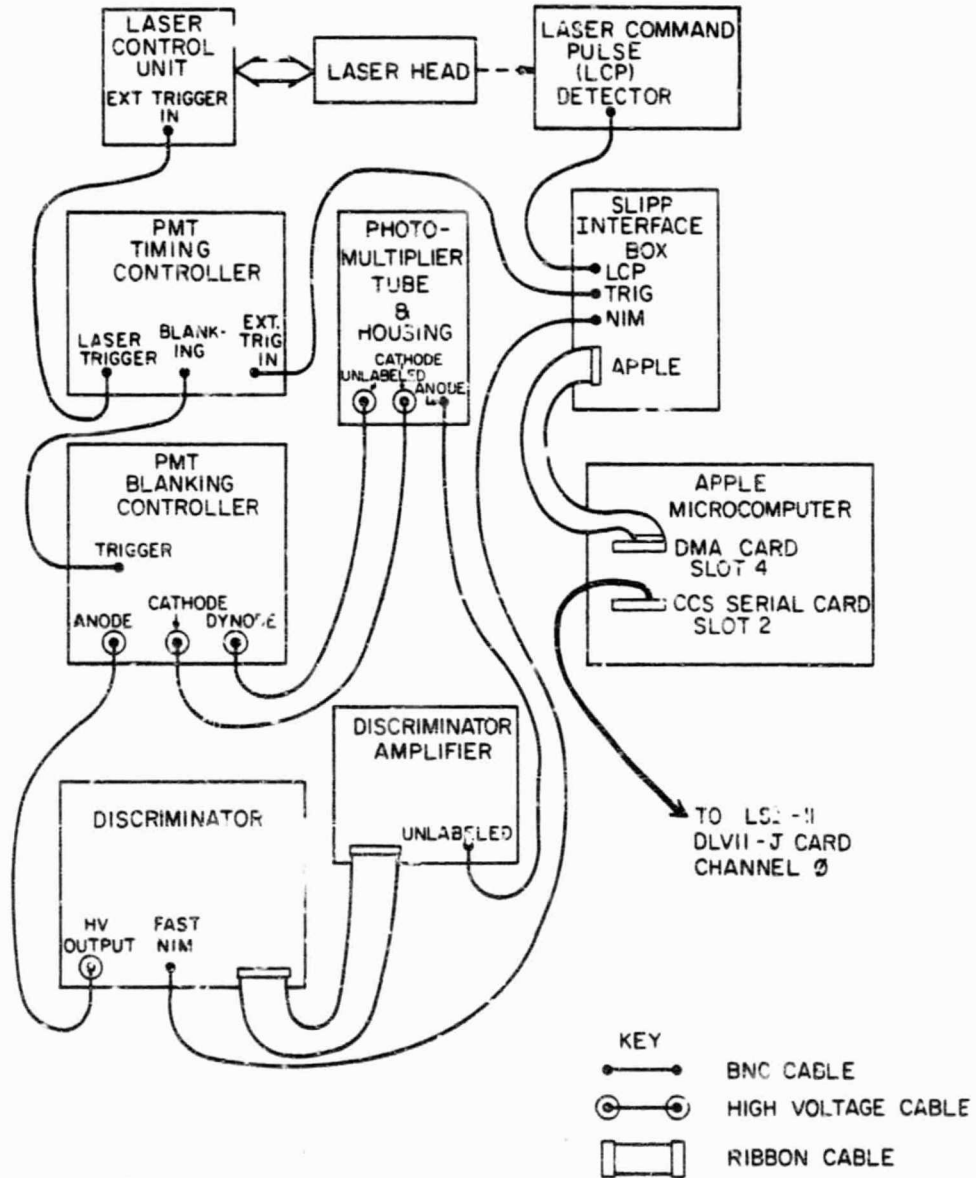 LASER
CONTROL
UNIT
EXT TRIGGER
IN
LASER HEAD
LASER COMMAND
PULSE
(LCP)
DETECTOR
PMT
TIMING
CONTROLLER
LASER
TRIGGER
BLANK-
ING
EXT.
TRIG
IN
PHOTO-
MULTIPLIER
TUBE
&
HOUSING
CATHODE
UNLABELED
ANODE
SLIPP
INTERFACE
BOX
LCP
TRIG
NIM
APPLE
PMT
BLANKING
CONTROLLER
TRIGGER
ANODE
CATHODE
DYNODE
APPLE
MICROCOMPUTER
DMA CARD
SLOT 4
CCS SERIAL CARD
SLOT 2
DISCRIMINATOR
AMPLIFIER
UNLABELED
DISCRIMINATOR
HV
OUTPUT
FAST
NIM
TO LSI-11
DLV11-J CARD
CHANNEL 0
KEY
BNC CABLE
HIGH VOLTAGE CABLE
RIBBON CABLE